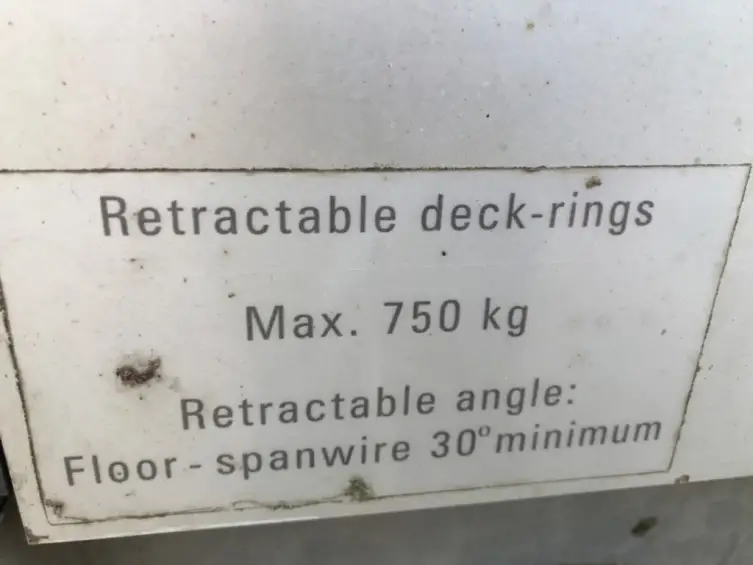 Retractable deck-rings
Max. 750 kg
Retractable angle:
Floor - spanwire 30° minimum